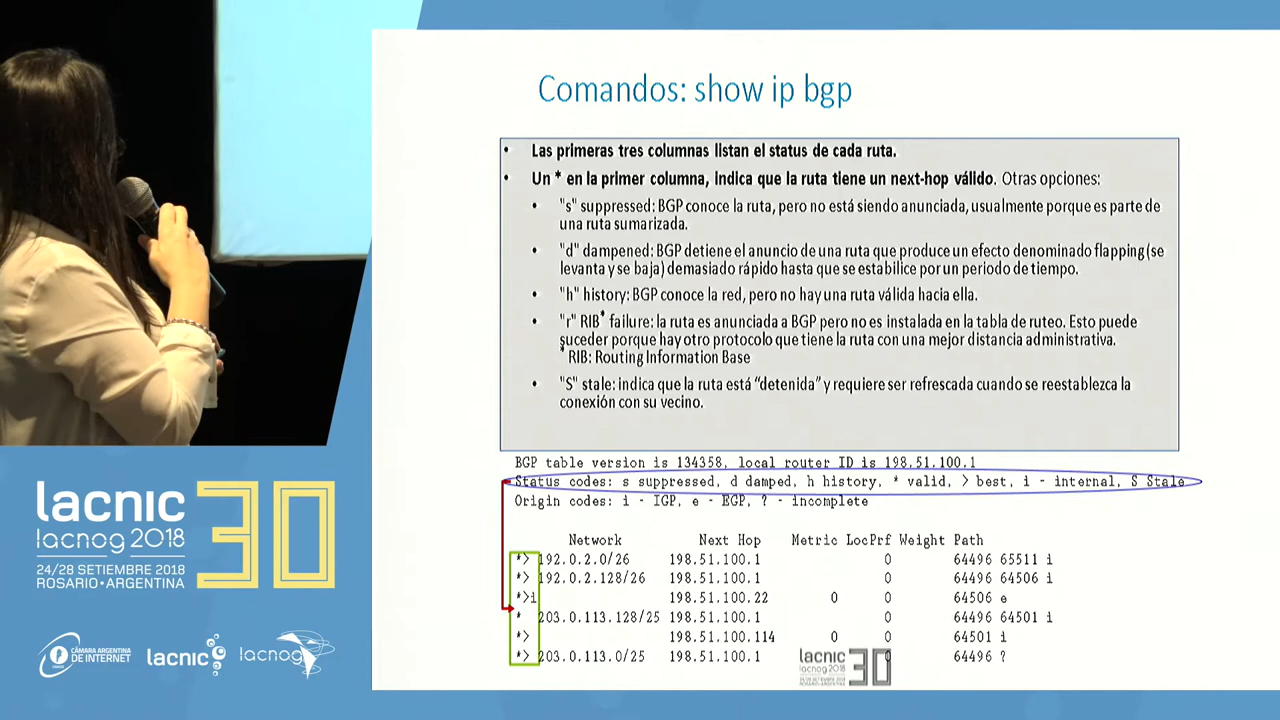 Comandos: show ip bgp
• Las primeras tres columnas listan el status de cada ruta.
• Un * en la primer columna, indica que la ruta tiene un next-hop válido. Otras opciones:
• "s" suppressed: BGP conoce la ruta, pero no está siendo anunciada, usualmente porque es parte de
una ruta sumarizada.
• "d" dampened: BGP detiene el anuncio de una ruta que produce un efecto denominado flapping (se
levanta y se baja) demasiado rápido hasta que se estabilice por un periodo de tiempo.
• "h" history: BGP conoce la red, pero no hay una ruta válida hacia ella.
• "r" RIB* failure: la ruta es anunciada a BGP pero no es instalada en la tabla de ruteo. Esto puede
suceder porque hay otro protocolo que tiene la ruta con una mejor distancia administrativa.
* RIB: Routing Information Base
• "S" stale: indica que la ruta está “detenida” y requiere ser refrescada cuando se reestablezca la
conexión con su vecino.
BGP table version is 134358, local router ID is 198.51.100.1
Status codes: s suppressed, d damped, h history, * valid, > best, i - internal, S Stale
Origin codes: i - IGP, e - EGP, ? - incomplete
Network Next Hop Metric LocPrf Weight Path
*> 192.0.2.0/26 198.51.100.1 0 64496 65511 i
*> 192.0.2.128/26 198.51.100.1 0 64496 64506 i
*>i 198.51.100.22 0 0 64506 e
* 203.0.113.128/25 198.51.100.1 0 64496 64501 i
*> 198.51.100.114 0 0 64501 i
*> 203.0.113.0/25 198.51.100.1 0 64496 ?
lacnic 30
lacnog 2018
lacnic 30
lacnog 2018
24/28 SETIEMBRE 2018
ROSARIO • ARGENTINA
CÁMARA ARGENTINA
DE INTERNET
lacnic
lacnog